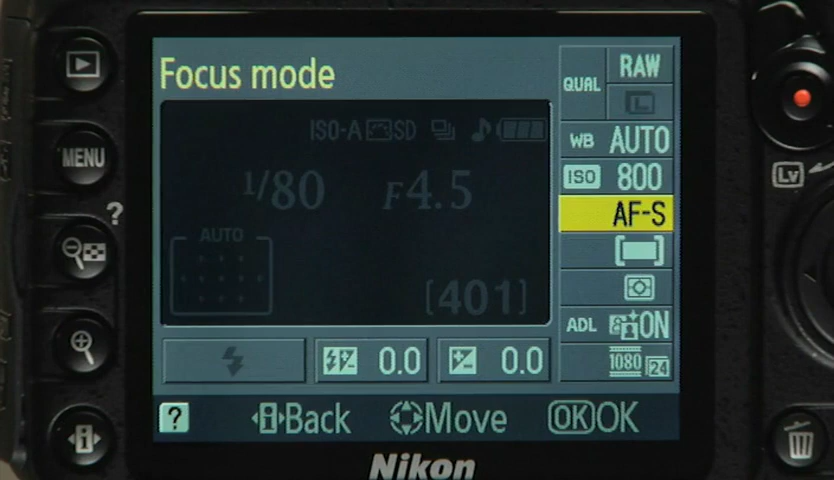 Focus mode
QUAL RAW
L
ISO-A SD
WB AUTO
MENU
ISO 800
Lv
1/80 F4.5
AF-S
?
AUTO
[401]
ADL ON
0.0 0.0
1080 24
? Back Move OK OK
Nikon